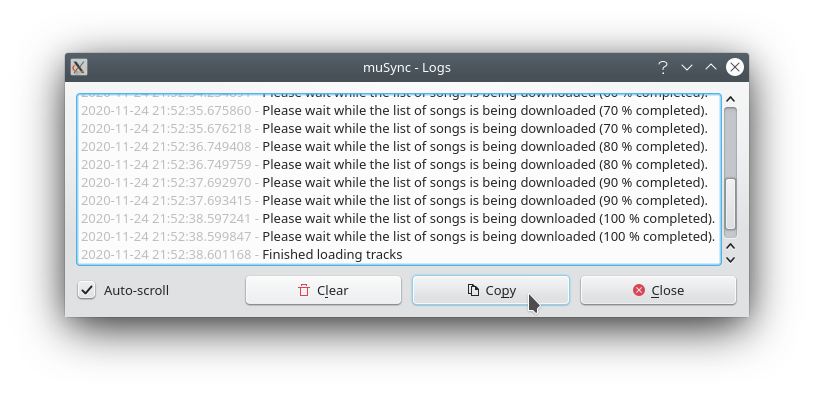 muSync - Logs
Please wait while the list of songs is being downloaded (60 % completed).
2020-11-24 21:52:35.675860 - Please wait while the list of songs is being downloaded (70 % completed).
2020-11-24 21:52:35.676218 - Please wait while the list of songs is being downloaded (70 % completed).
2020-11-24 21:52:36.749408 - Please wait while the list of songs is being downloaded (80 % completed).
2020-11-24 21:52:36.749759 - Please wait while the list of songs is being downloaded (80 % completed).
2020-11-24 21:52:37.692970 - Please wait while the list of songs is being downloaded (90 % completed).
2020-11-24 21:52:37.693415 - Please wait while the list of songs is being downloaded (90 % completed).
2020-11-24 21:52:38.597241 - Please wait while the list of songs is being downloaded (100 % completed).
2020-11-24 21:52:38.599847 - Please wait while the list of songs is being downloaded (100 % completed).
2020-11-24 21:52:38.601168 - Finished loading tracks
Auto-scroll
Clear
Copy
Close